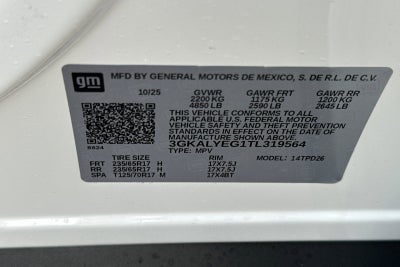 gm MFD BY GENERAL MOTORS DE MEXICO, S. DE R.L. DE C.V.
10/25 GVWR GAWR FRT GAWR RR
2200 KG 1175 KG 1200 KG
4850 LB 2590 LB 2645 LB
THIS VEHICLE CONFORMS TO ALL
APPLICABLE U.S. FEDERAL MOTOR
VEHICLE SAFETY AND THEFT PREVENTION
STANDARDS IN EFFECT ON THE DATE
OF MANUFACTURE SHOWN ABOVE.
3GKALYEG1TL319564
6824 TYPE: MPV
TIRE SIZE RIM MODEL: 14TPD26
FRT 235/65R17 H 17X7.5J
RR 235/65R17 H 17X7.5J
SPA T125/70R17 M 17X4BT